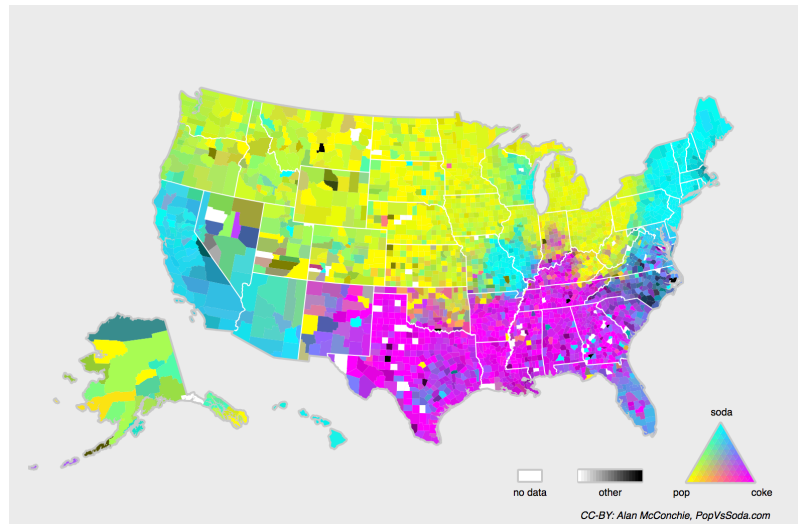 soda
no data
other
pop
coke
CC-BY: Alan McConchie, PopVsSoda.com